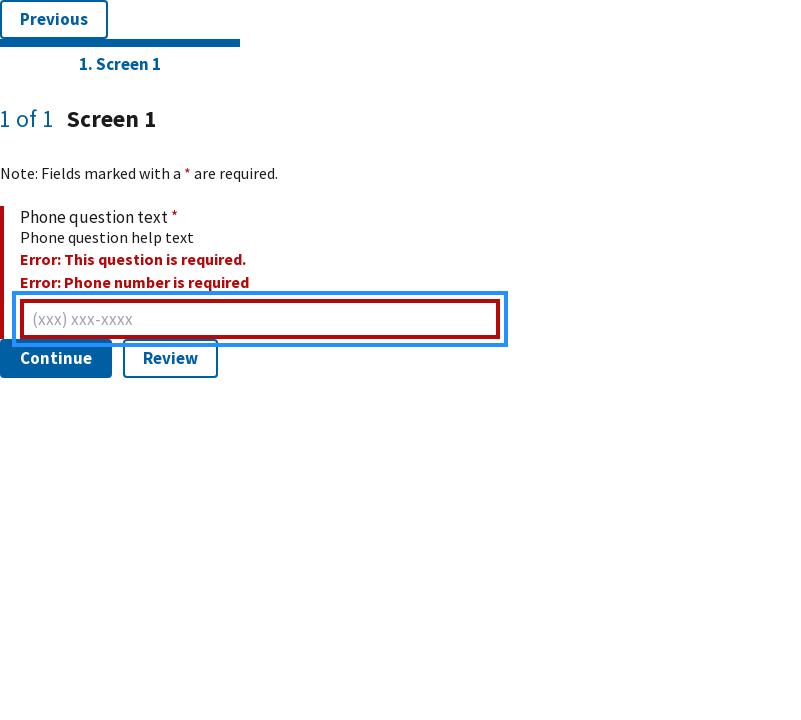 Previous
1. Screen 1
1 of 1 Screen 1
Note: Fields marked with a * are required.
Phone question text *
Phone question help text
Error: This question is required.
Error: Phone number is required
(xxx) xxx-xxxx
Continue Review